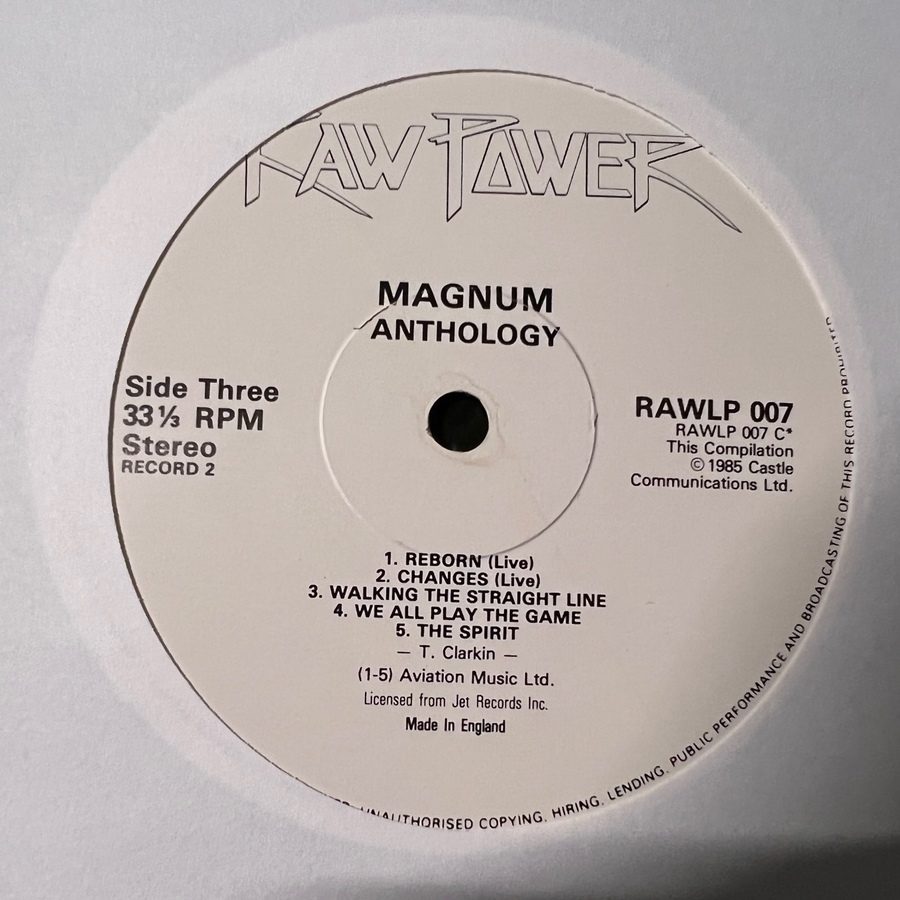 RAW POWER
MAGNUM
ANTHOLOGY
Side Three
33⅓ RPM
Stereo
RECORD 2
RAWLP 007
RAWLP 007 C*
This Compilation
© 1985 Castle
Communications Ltd.
1. REBORN (Live)
2. CHANGES (Live)
3. WALKING THE STRAIGHT LINE
4. WE ALL PLAY THE GAME
5. THE SPIRIT
— T. Clarkin —
(1-5) Aviation Music Ltd.
Licensed from Jet Records Inc.
Made In England
UNAUTHORISED COPYING, HIRING, LENDING, PUBLIC PERFORMANCE AND BROADCASTING OF THIS RECORD PROHIBITED